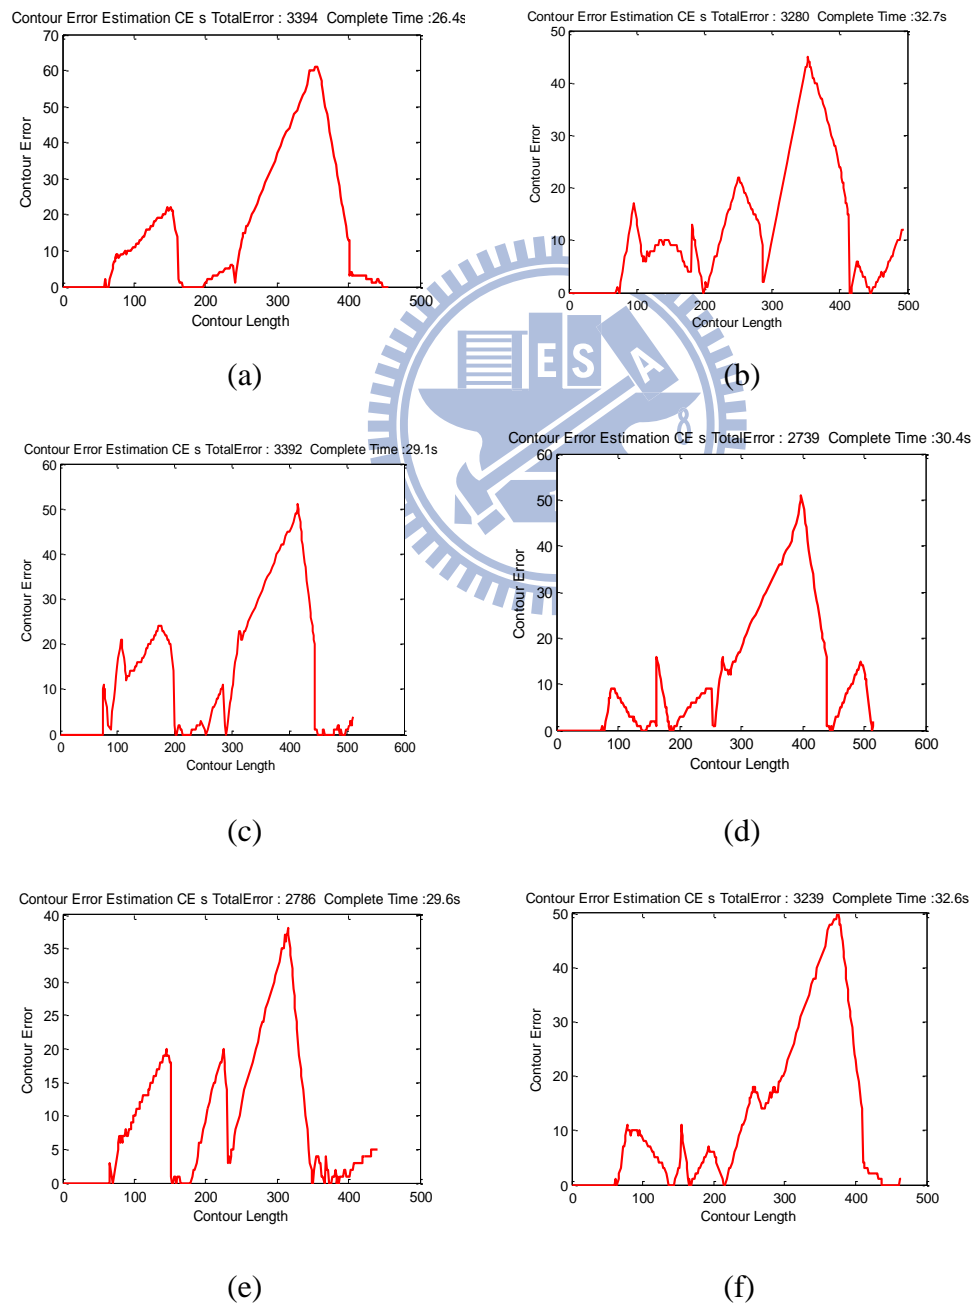 Contour Error Estimation CE s TotalError : 3394 Complete Time :26.4s
70
60
50
40
30
20
10
0
Contour Error
0 100 200 300 400 500
Contour Length
(a)
Contour Error Estimation CE s TotalError : 3280 Complete Time :32.7s
50
40
30
20
10
0
Contour Error
0 100 200 300 400 500
Contour Length
(b)
E S A
8
Contour Error Estimation CE s TotalError : 3392 Complete Time :29.1s
60
50
40
30
20
10
0
Contour Error
0 100 200 300 400 500 600
Contour Length
(c)
Contour Error Estimation CE s TotalError : 2739 Complete Time :30.4s
60
50
40
30
20
10
0
Contour Error
0 100 200 300 400 500 600
Contour Length
(d)
Contour Error Estimation CE s TotalError : 2786 Complete Time :29.6s
40
35
30
25
20
15
10
5
0
Contour Error
0 100 200 300 400 500
Contour Length
(e)
Contour Error Estimation CE s TotalError : 3239 Complete Time :32.6s
50
40
30
20
10
0
Contour Error
0 100 200 300 400 500
Contour Length
(f)